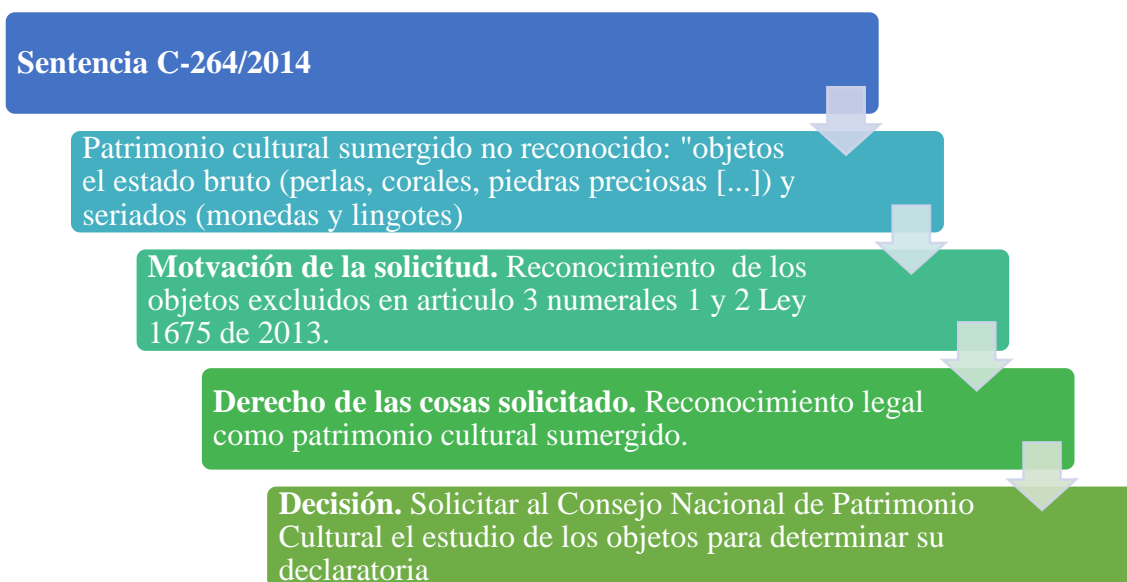 Sentencia C-264/2014
Patrimonio cultural sumergido no reconocido: "objetos
el estado bruto (perlas, corales, piedras preciosas [...]) y
seriados (monedas y lingotes)
Motvación de la solicitud. Reconocimiento de los
objetos excluidos en articulo 3 numerales 1 y 2 Ley
1675 de 2013.
Derecho de las cosas solicitado. Reconocimiento legal
como patrimonio cultural sumergido.
Decisión. Solicitar al Consejo Nacional de Patrimonio
Cultural el estudio de los objetos para determinar su
declaratoria